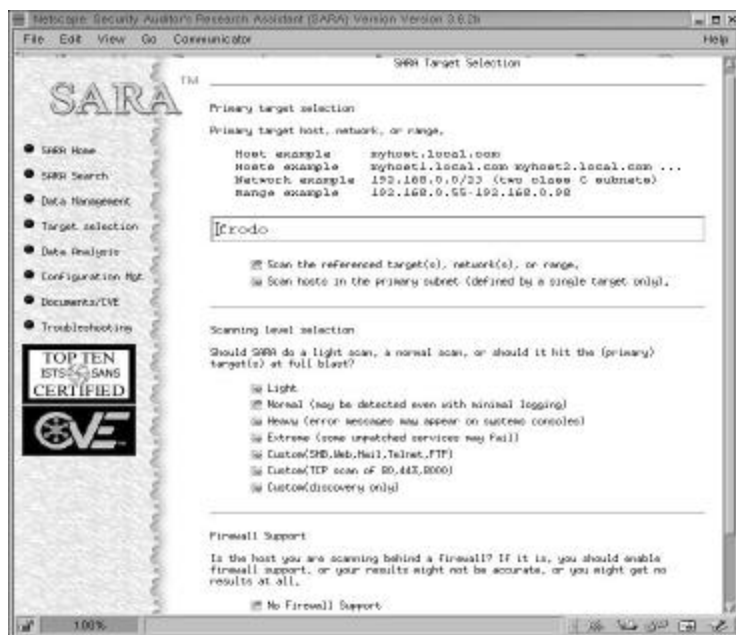 Netscape: Security Auditor's Research Assistant (SARA) Version Version 3.6.2b
File Edit View Go Communicator Help
SARA Target Selection
SARA TM
Primary target selection
Primary target host, network, or range.
Host example myhost.local.com
Hosts example myhost1.local.com myhost2.local.com ...
Network example 192.168.0.0/23 (two class C subnets)
Range example 192.168.0.55-192.168.0.98
frodo
Scan the referenced target(s), network(s), or range.
Scan hosts in the primary subnet (defined by a single target only).
SARA Home
SARA Search
Data Management
Target selection
Data Analysis
Configuration Mgt.
Documents/CVE
Troubleshooting
TOP TEN
ISTS SANS
CERTIFIED
CVE
Scanning level selection
Should SARA do a light scan, a normal scan, or should it hit the (primary)
target(s) at full blast?
Light
Normal (may be detected even with minimal logging)
Heavy (error messages may appear on systems consoles)
Extreme (some unpatched services may fail)
Custom(SMB,Web,Mail,Telnet,FTP)
Custom(TCP scan of 80,443,8000)
Custom(discovery only)
Firewall Support
Is the host you are scanning behind a firewall? If it is, you should enable
firewall support, or your results might not be accurate, or you might get no
results at all.
No Firewall Support
100%